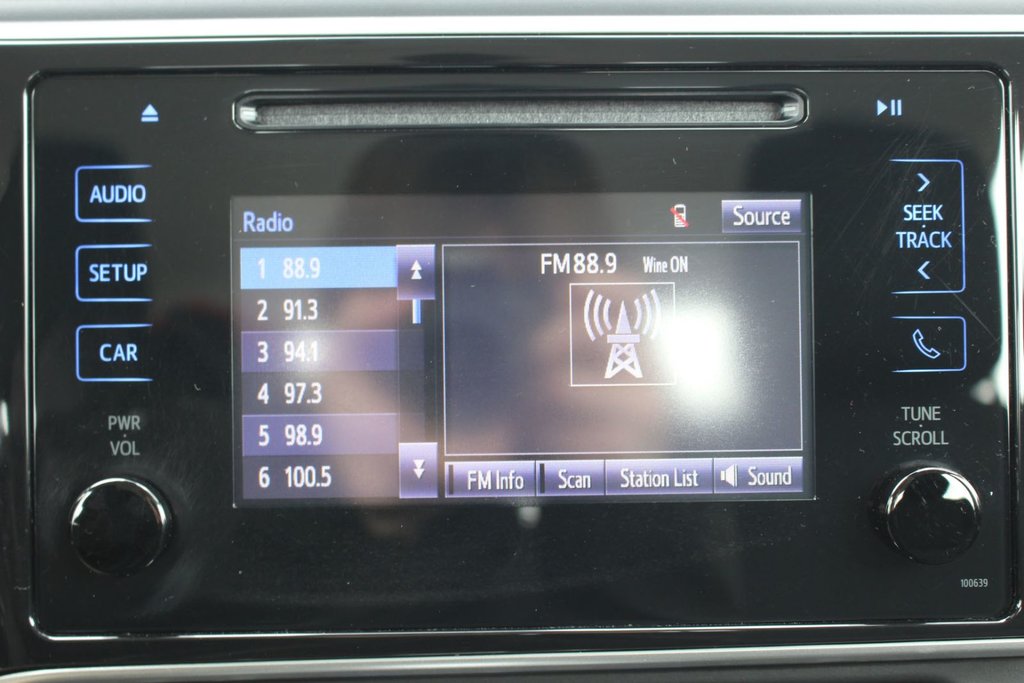 AUDIO
SETUP
CAR
PWR
VOL
Radio
Source
1 88.9
2 91.3
3 94.1
4 97.3
5 98.9
6 100.5
FM88.9 Wine ON
FM Info
Scan
Station List
Sound
SEEK
TRACK
TUNE
SCROLL
100639